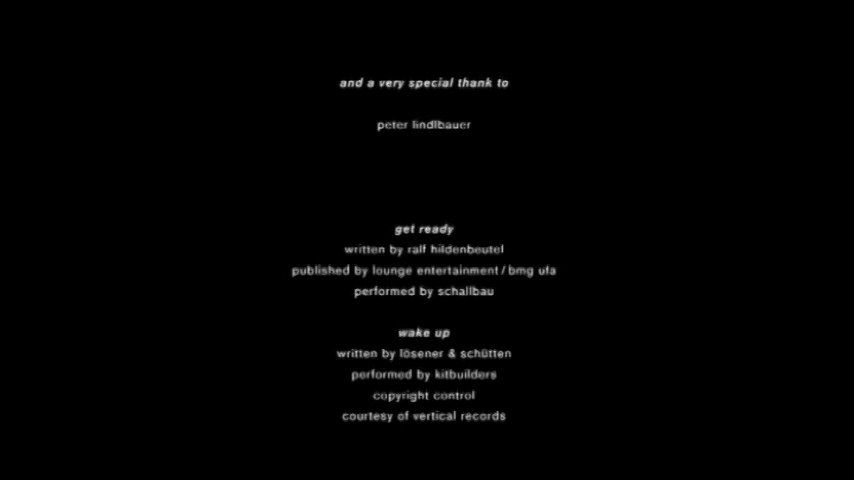 and a very special thank to
peter lindlbauer
get ready
written by ralf hildenbeutel
published by lounge entertainment / bmg ufa
performed by schallbau
wake up
written by lösener & schütten
performed by kitbuilders
copyright control
courtesy of vertical records